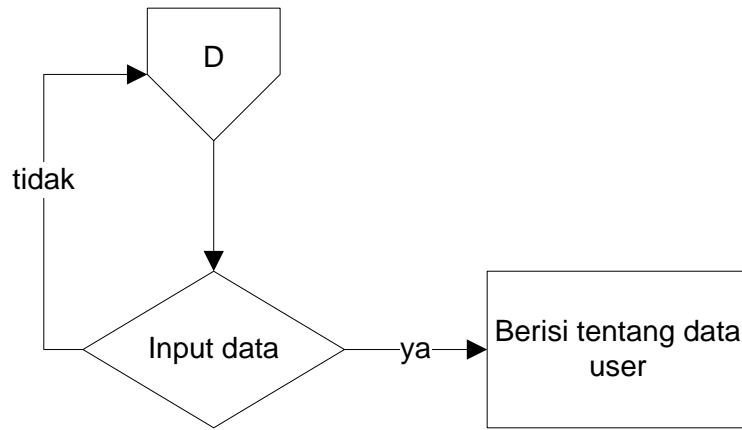 D
tidak
Input data
ya
Berisi tentang data
user